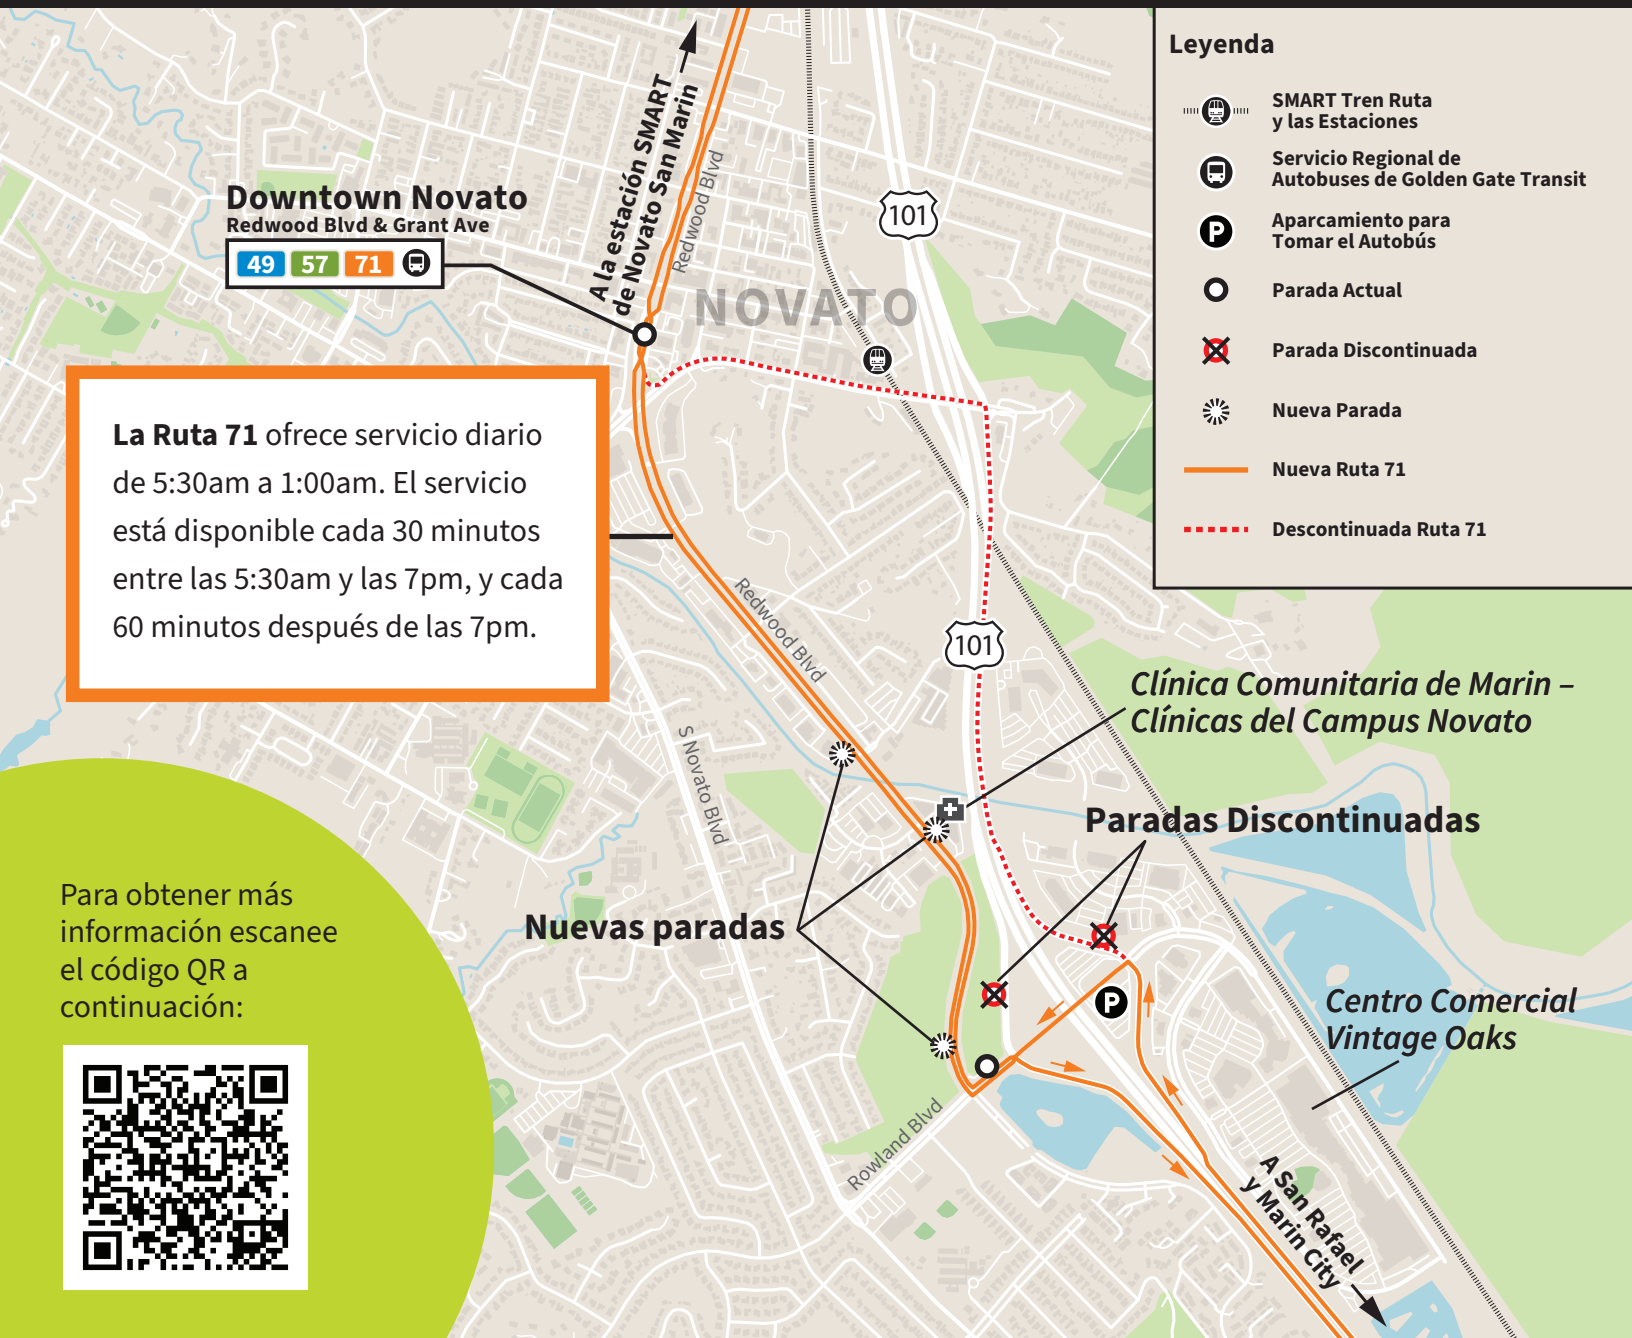 Leyenda
SMART Tren Ruta
y las Estaciones
Servicio Regional de
Autobuses de Golden Gate Transit
P
Aparcamiento para
Tomar el Autobús
Parada Actual
Parada Discontinuada
Nueva Parada
Nueva Ruta 71
Descontinuada Ruta 71
A la estación SMART
de Novato San Marin
Redwood Blvd
101
Downtown Novato
Redwood Blvd & Grant Ave
49 57 71
NOVATO
La Ruta 71 ofrece servicio diario
de 5:30am a 1:00am. El servicio
está disponible cada 30 minutos
entre las 5:30am y las 7pm, y cada
60 minutos después de las 7pm.
Redwood Blvd
101
Clínica Comunitaria de Marin –
Clínicas del Campus Novato
S Novato Blvd
Paradas Discontinuadas
Nuevas paradas
P
Centro Comercial
Vintage Oaks
Rowland Blvd
A San Rafael
y Marin City
Para obtener más
información escanee
el código QR a
continuación: